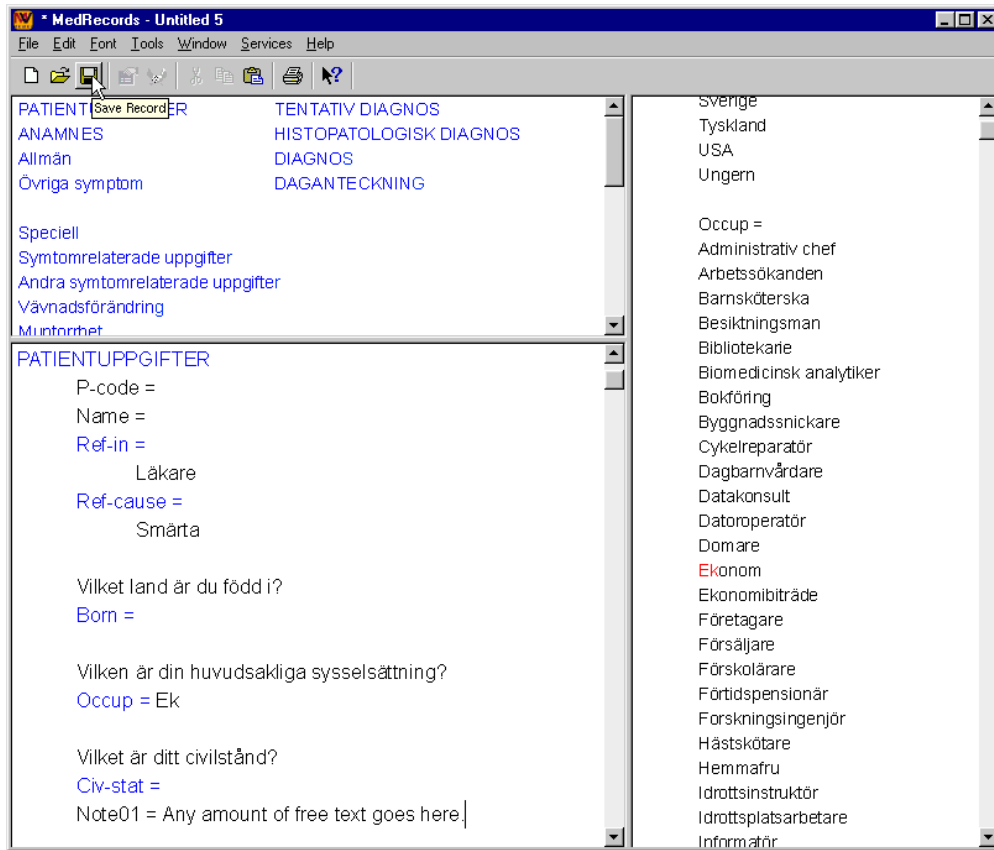 * MedRecords - Untitled 5
File Edit Font Tools Window Services Help
Save Record
PATIENT ER TENTATIV DIAGNOS
ANAMNES HISTOPATOLOGISK DIAGNOS
Allmän DIAGNOS
Övriga symptom DAGANTECKNING
Speciell
Symtomrelaterade uppgifter
Andra symtomrelaterade uppgifter
Vävnadsförändring
Muntorrhet
PATIENTUPPGIFTER
P-code =
Name =
Ref-in =
Läkare
Ref-cause =
Smärta
Vilket land är du född i?
Born =
Vilken är din huvudsakliga sysselsättning?
Occup = Ek
Vilket är ditt civilstånd?
Civ-stat =
Note01 = Any amount of free text goes here.
Sverige
Tyskland
USA
Ungern
Occup =
Administrativ chef
Arbetssökanden
Barnsköterska
Besiktningsman
Bibliotekarie
Biomedicinsk analytiker
Bokföring
Byggnadssnickare
Cykelreparatör
Dagbarnvårdare
Datakonsult
Datoroperatör
Domare
Ekonom
Ekonomibiträde
Företagare
Försäljare
Förskolärare
Förtidspensionär
Forskningsingenjör
Hästskötare
Hemmafru
Idrottsinstruktör
Idrottsplatsarbetare
Informatör